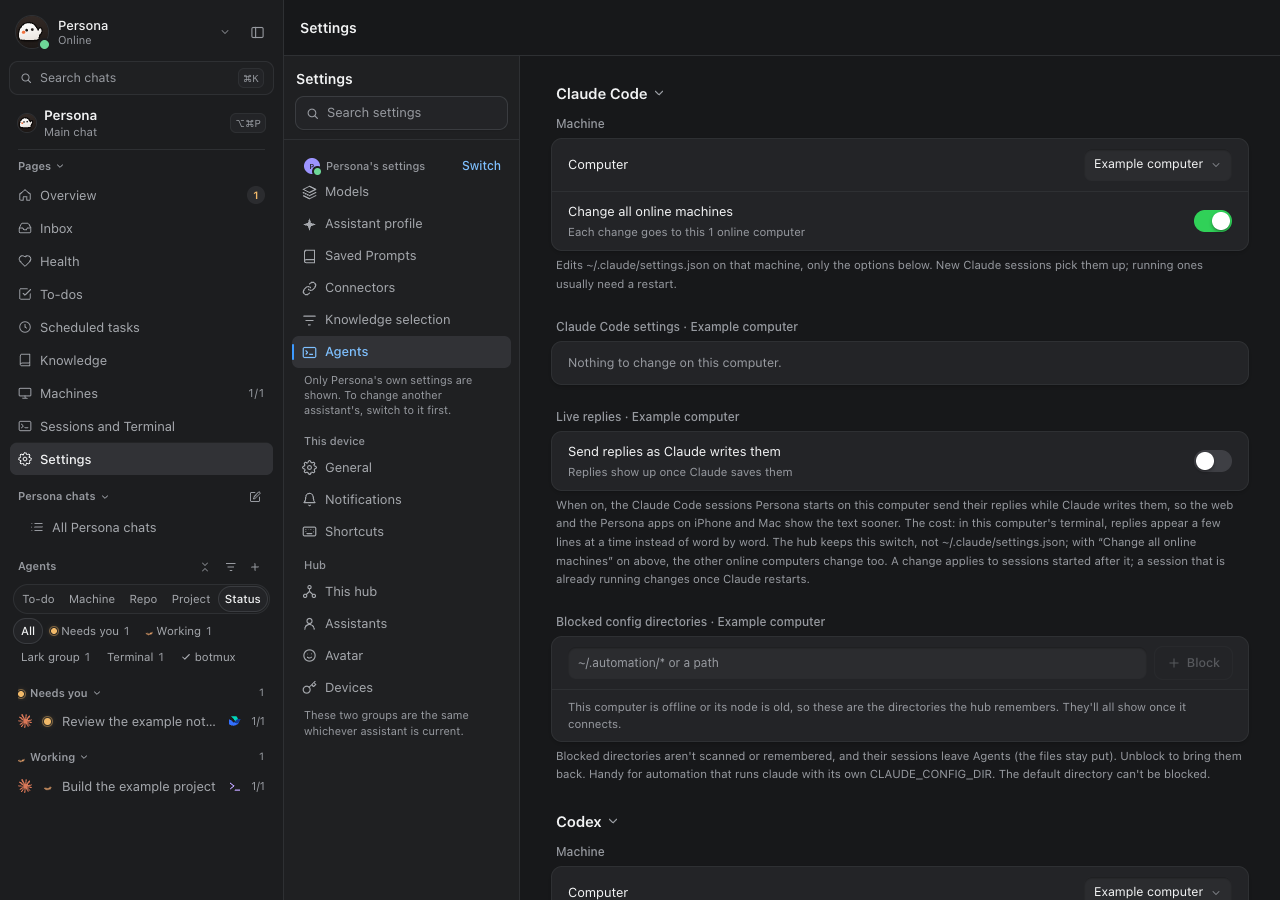 Persona
Online
Search chats
⌘K
Persona
Main chat
⌥⌘P
Pages
Overview
1
Inbox
Health
To-dos
Scheduled tasks
Knowledge
Machines
1/1
Sessions and Terminal
Settings
Persona chats
All Persona chats
Agents
To-do Machine Repo Project Status
All Needs you 1 Working 1
Lark group 1 Terminal 1 botmux
Needs you
1
Review the example not...
1/1
Working
1
Build the example project
1/1
Settings
Settings
Search settings
P
Persona's settings
Switch
Models
Assistant profile
Saved Prompts
Connectors
Knowledge selection
Agents
Only Persona's own settings are
shown. To change another
assistant's, switch to it first.
This device
General
Notifications
Shortcuts
Hub
This hub
Assistants
Avatar
Devices
These two groups are the same
whichever assistant is current.
Claude Code
Machine
Computer
Example computer
Change all online machines
Each change goes to this 1 online computer
Edits ~/.claude/settings.json on that machine, only the options below. New Claude sessions pick them up; running ones
usually need a restart.
Claude Code settings · Example computer
Nothing to change on this computer.
Live replies · Example computer
Send replies as Claude writes them
Replies show up once Claude saves them
When on, the Claude Code sessions Persona starts on this computer send their replies while Claude writes them, so the web
and the Persona apps on iPhone and Mac show the text sooner. The cost: in this computer's terminal, replies appear a few
lines at a time instead of word by word. The hub keeps this switch, not ~/.claude/settings.json; with “Change all online
machines” on above, the other online computers change too. A change applies to sessions started after it; a session that is
already running changes once Claude restarts.
Blocked config directories · Example computer
~/.automation/* or a path
Block
This computer is offline or its node is old, so these are the directories the hub remembers. They'll all show once it
connects.
Blocked directories aren't scanned or remembered, and their sessions leave Agents (the files stay put). Unblock to bring them
back. Handy for automation that runs claude with its own CLAUDE_CONFIG_DIR. The default directory can't be blocked.
Codex
Machine
Computer
Example computer